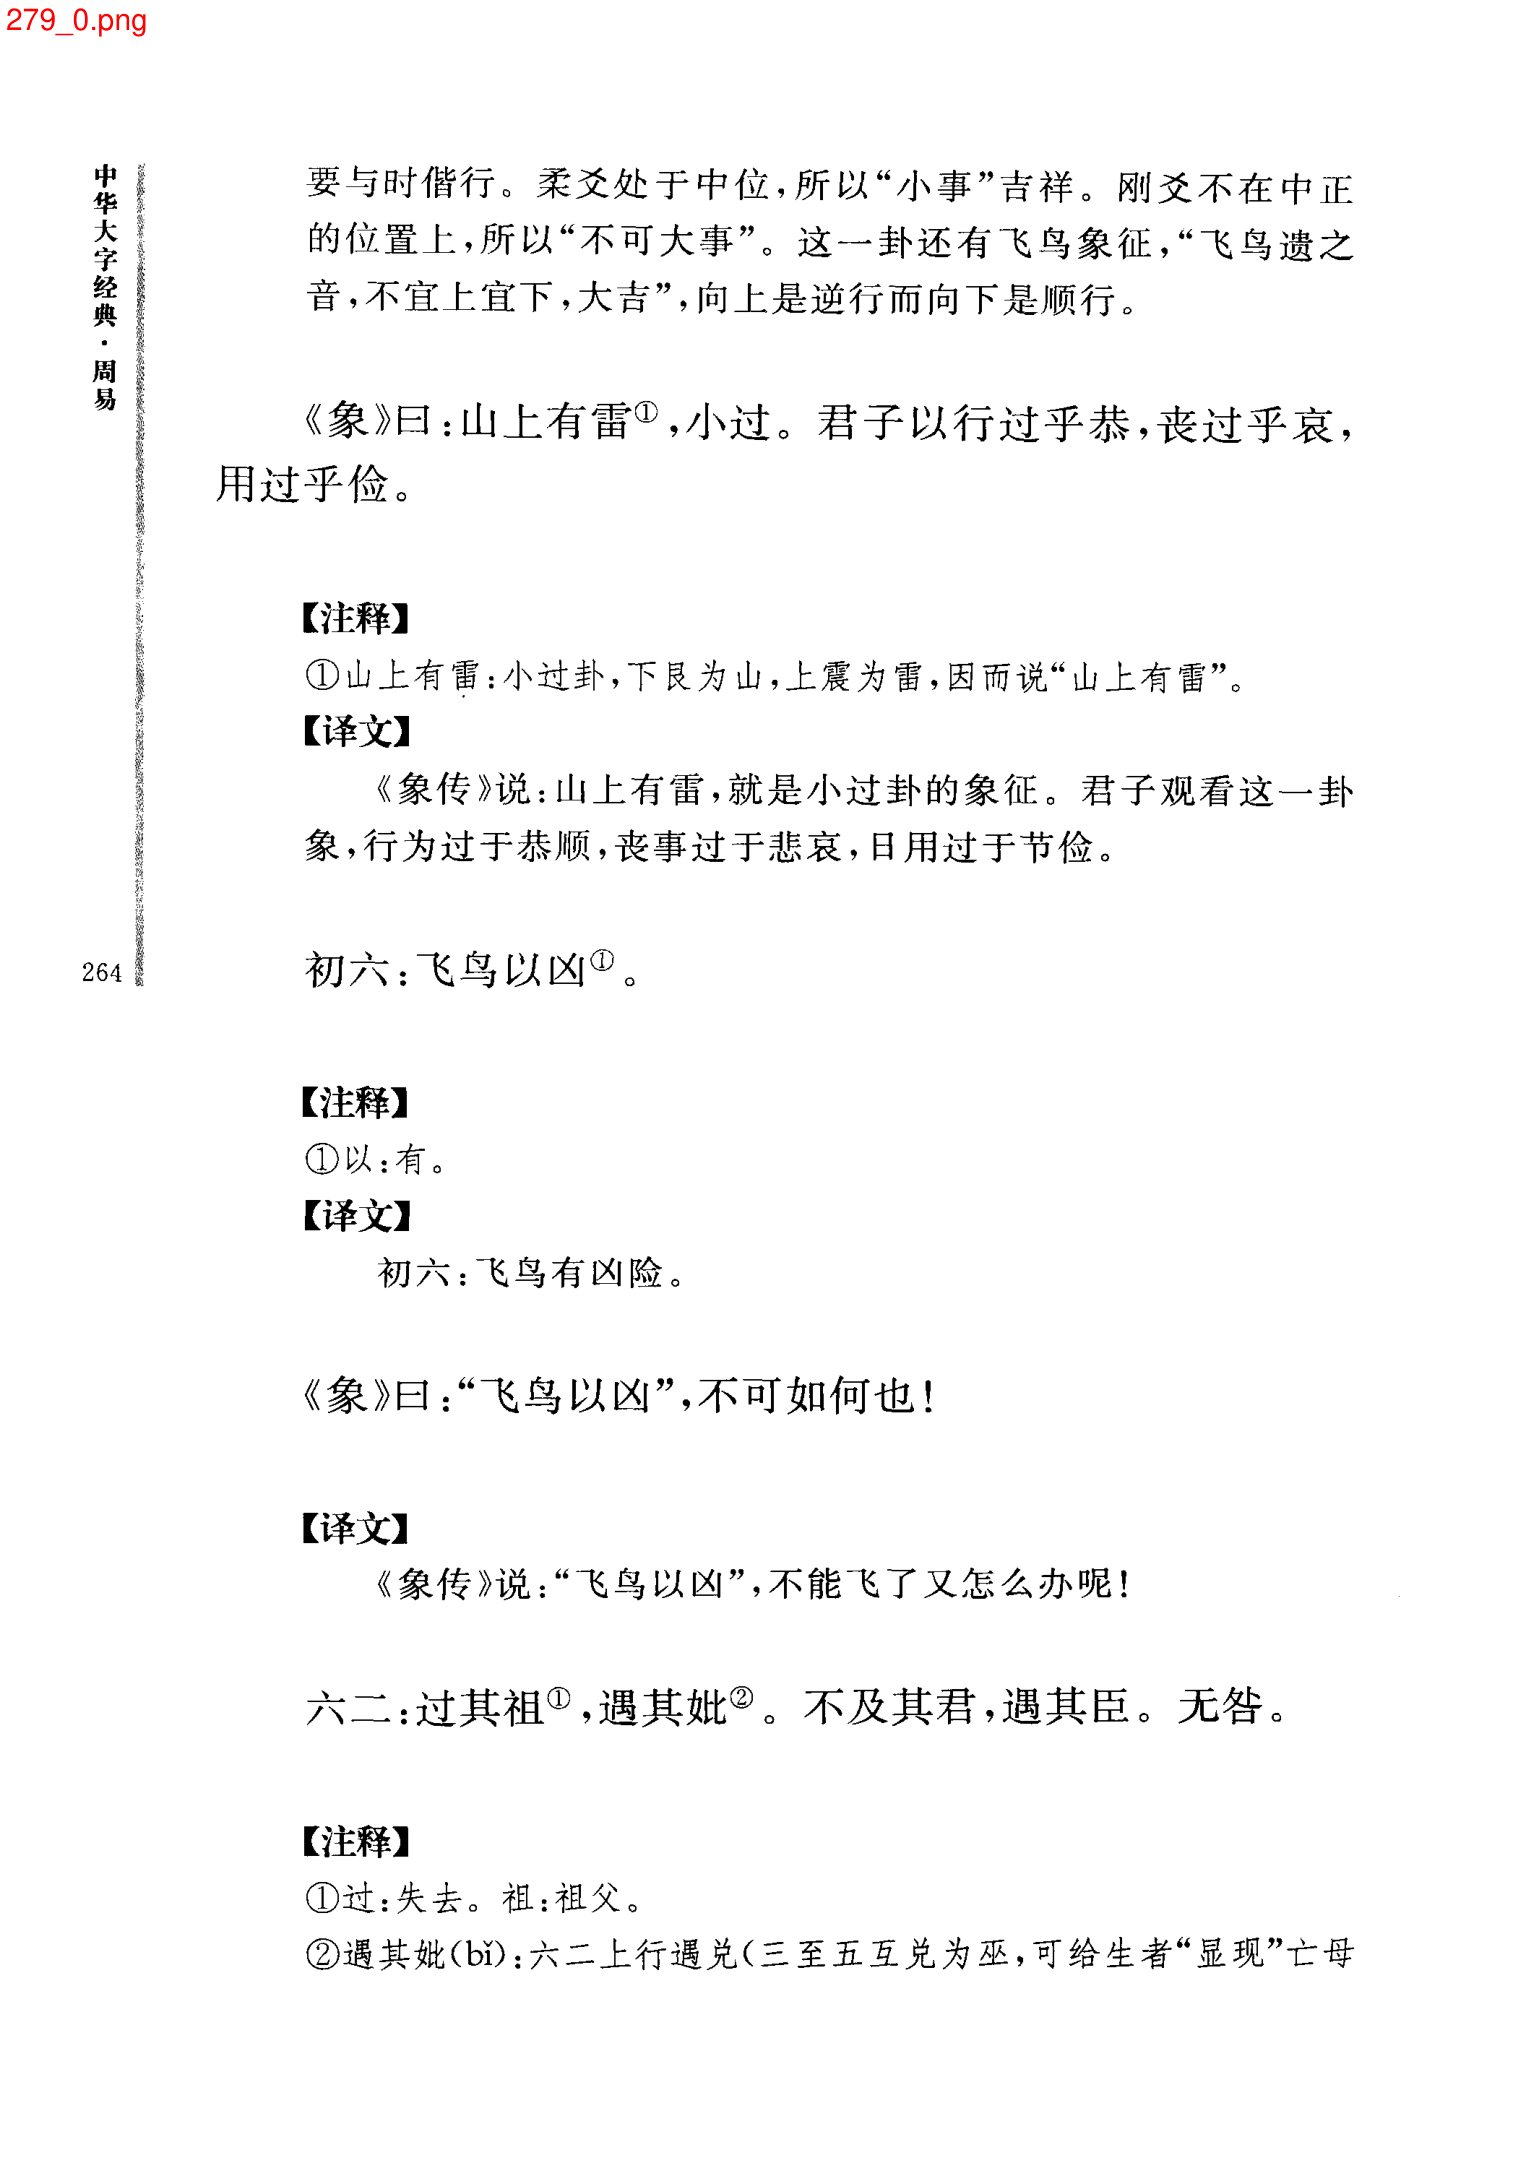 279_0.png
中华大字经典·周易
264
要与时偕行。柔爻处于中位,所以“小事”吉祥。刚爻不在中正
的位置上,所以“不可大事”。这一卦还有飞鸟象征,“飞鸟遗之
音,不宜上宜下,大吉”,向上是逆行而向下是顺行。
《象》曰:山上有雷①,小过。君子以行过乎恭,丧过乎哀,
用过乎俭。
【注释】
①山上有雷:小过卦,下艮为山,上震为雷,因而说“山上有雷”。
【译文】
《象传》说:山上有雷,就是小过卦的象征。君子观看这一卦
象,行为过于恭顺,丧事过于悲哀,日用过于节俭。
初六:飞鸟以凶①。
【注释】
①以:有。
【译文】
初六:飞鸟有凶险。
《象》曰:“飞鸟以凶”,不可如何也!
【译文】
《象传》说:“飞鸟以凶”,不能飞了又怎么办呢!
六二:过其祖①,遇其妣②。不及其君,遇其臣。无咎。
【注释】
①过:失去。祖:祖父。
②遇其妣(bǐ):六二上行遇兑(三至五互兑为巫,可给生者“显现”亡母